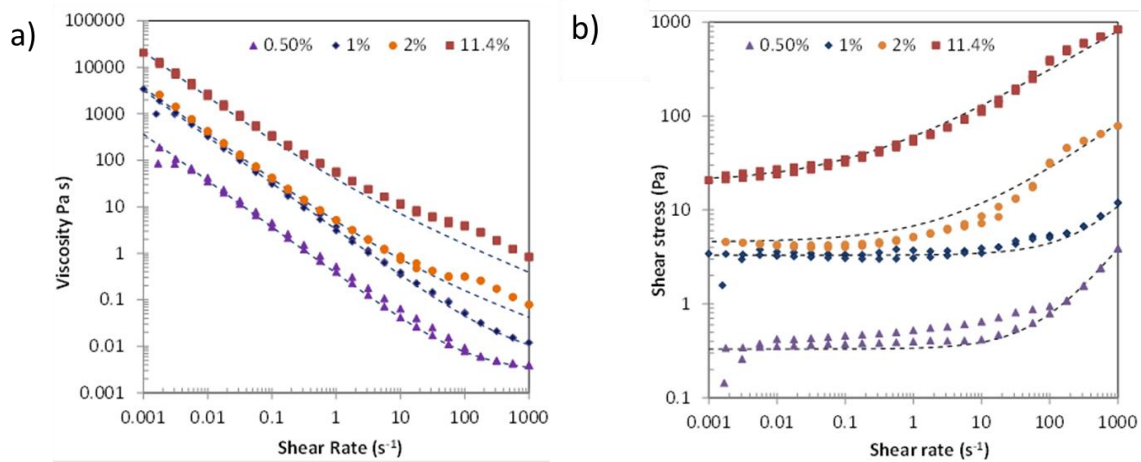 a)
0.50% 1% 2% 11.4%
Viscosity Pa s)
100000
10000
1000
100
10
1
0.1
0.01
0.001
0.001 0.01 0.1 1 10 100 1000
Shear Rate (s⁻¹)
b)
0.50% 1% 2% 11.4%
Shear stress (Pa)
1000
100
10
1
0.1
0.001 0.01 0.1 1 10 100 1000
Shear rate (s⁻¹)